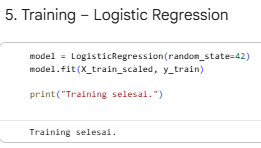 5. Training – Logistic Regression
model = LogisticRegression(random_state=42)
model.fit(X_train_scaled, y_train)
print("Training selesai.")
Training selesai.